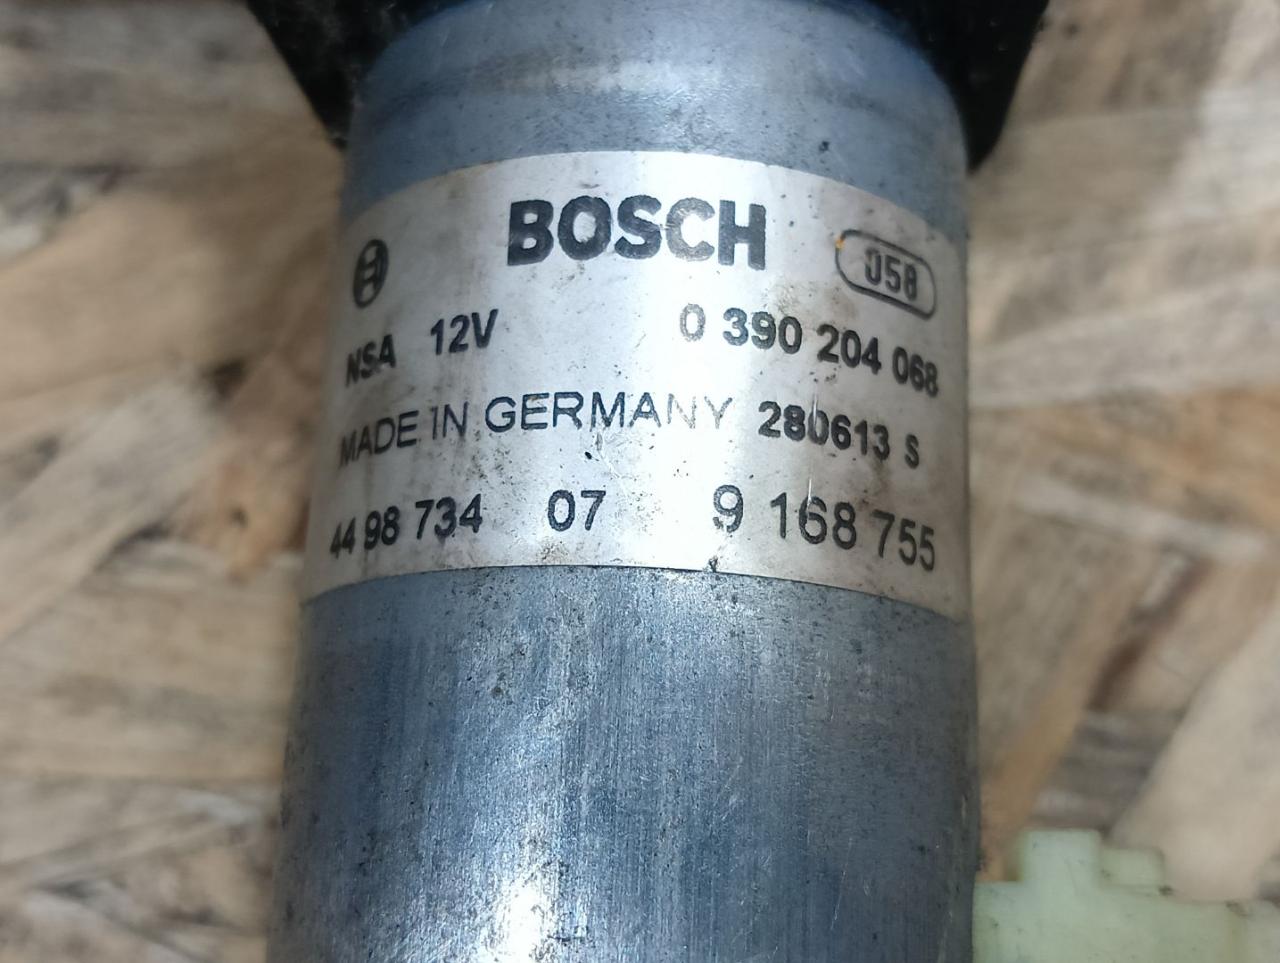 BOSCH 058
NSA 12V 0 390 204 068
MADE IN GERMANY 280613 S
44 98 734 07 9 168 755